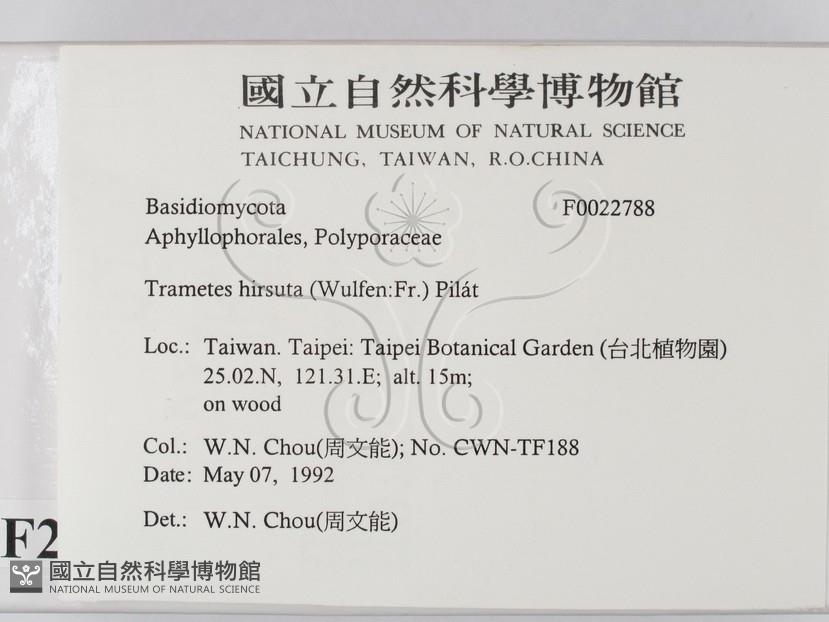 國立自然科學博物館
NATIONAL MUSEUM OF NATURAL SCIENCE
TAICHUNG, TAIWAN, R.O.CHINA
Basidiomycota F0022788
Aphyllophorales, Polyporaceae
Trametes hirsuta (Wulfen:Fr.) Pilát
Loc.: Taiwan. Taipei: Taipei Botanical Garden (台北植物園)
25.02.N, 121.31.E; alt. 15m;
on wood
Col.: W.N. Chou(周文能); No. CWN-TF188
Date: May 07, 1992
Det.: W.N. Chou(周文能)
F2
國立自然科學博物館
NATIONAL MUSEUM OF NATURAL SCIENCE